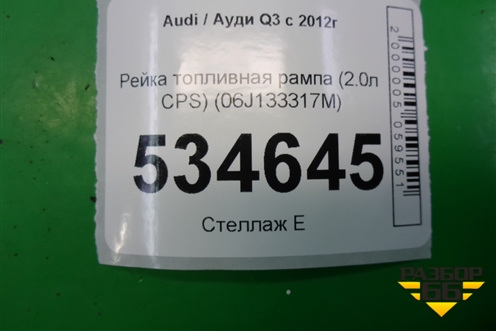 Audi / Ауди Q3 с 2012г
Рейка топливная рампа (2.0л
CPS) (06J133317M)
534645
Стеллаж Е
2000005059551
РАЗБОР
66